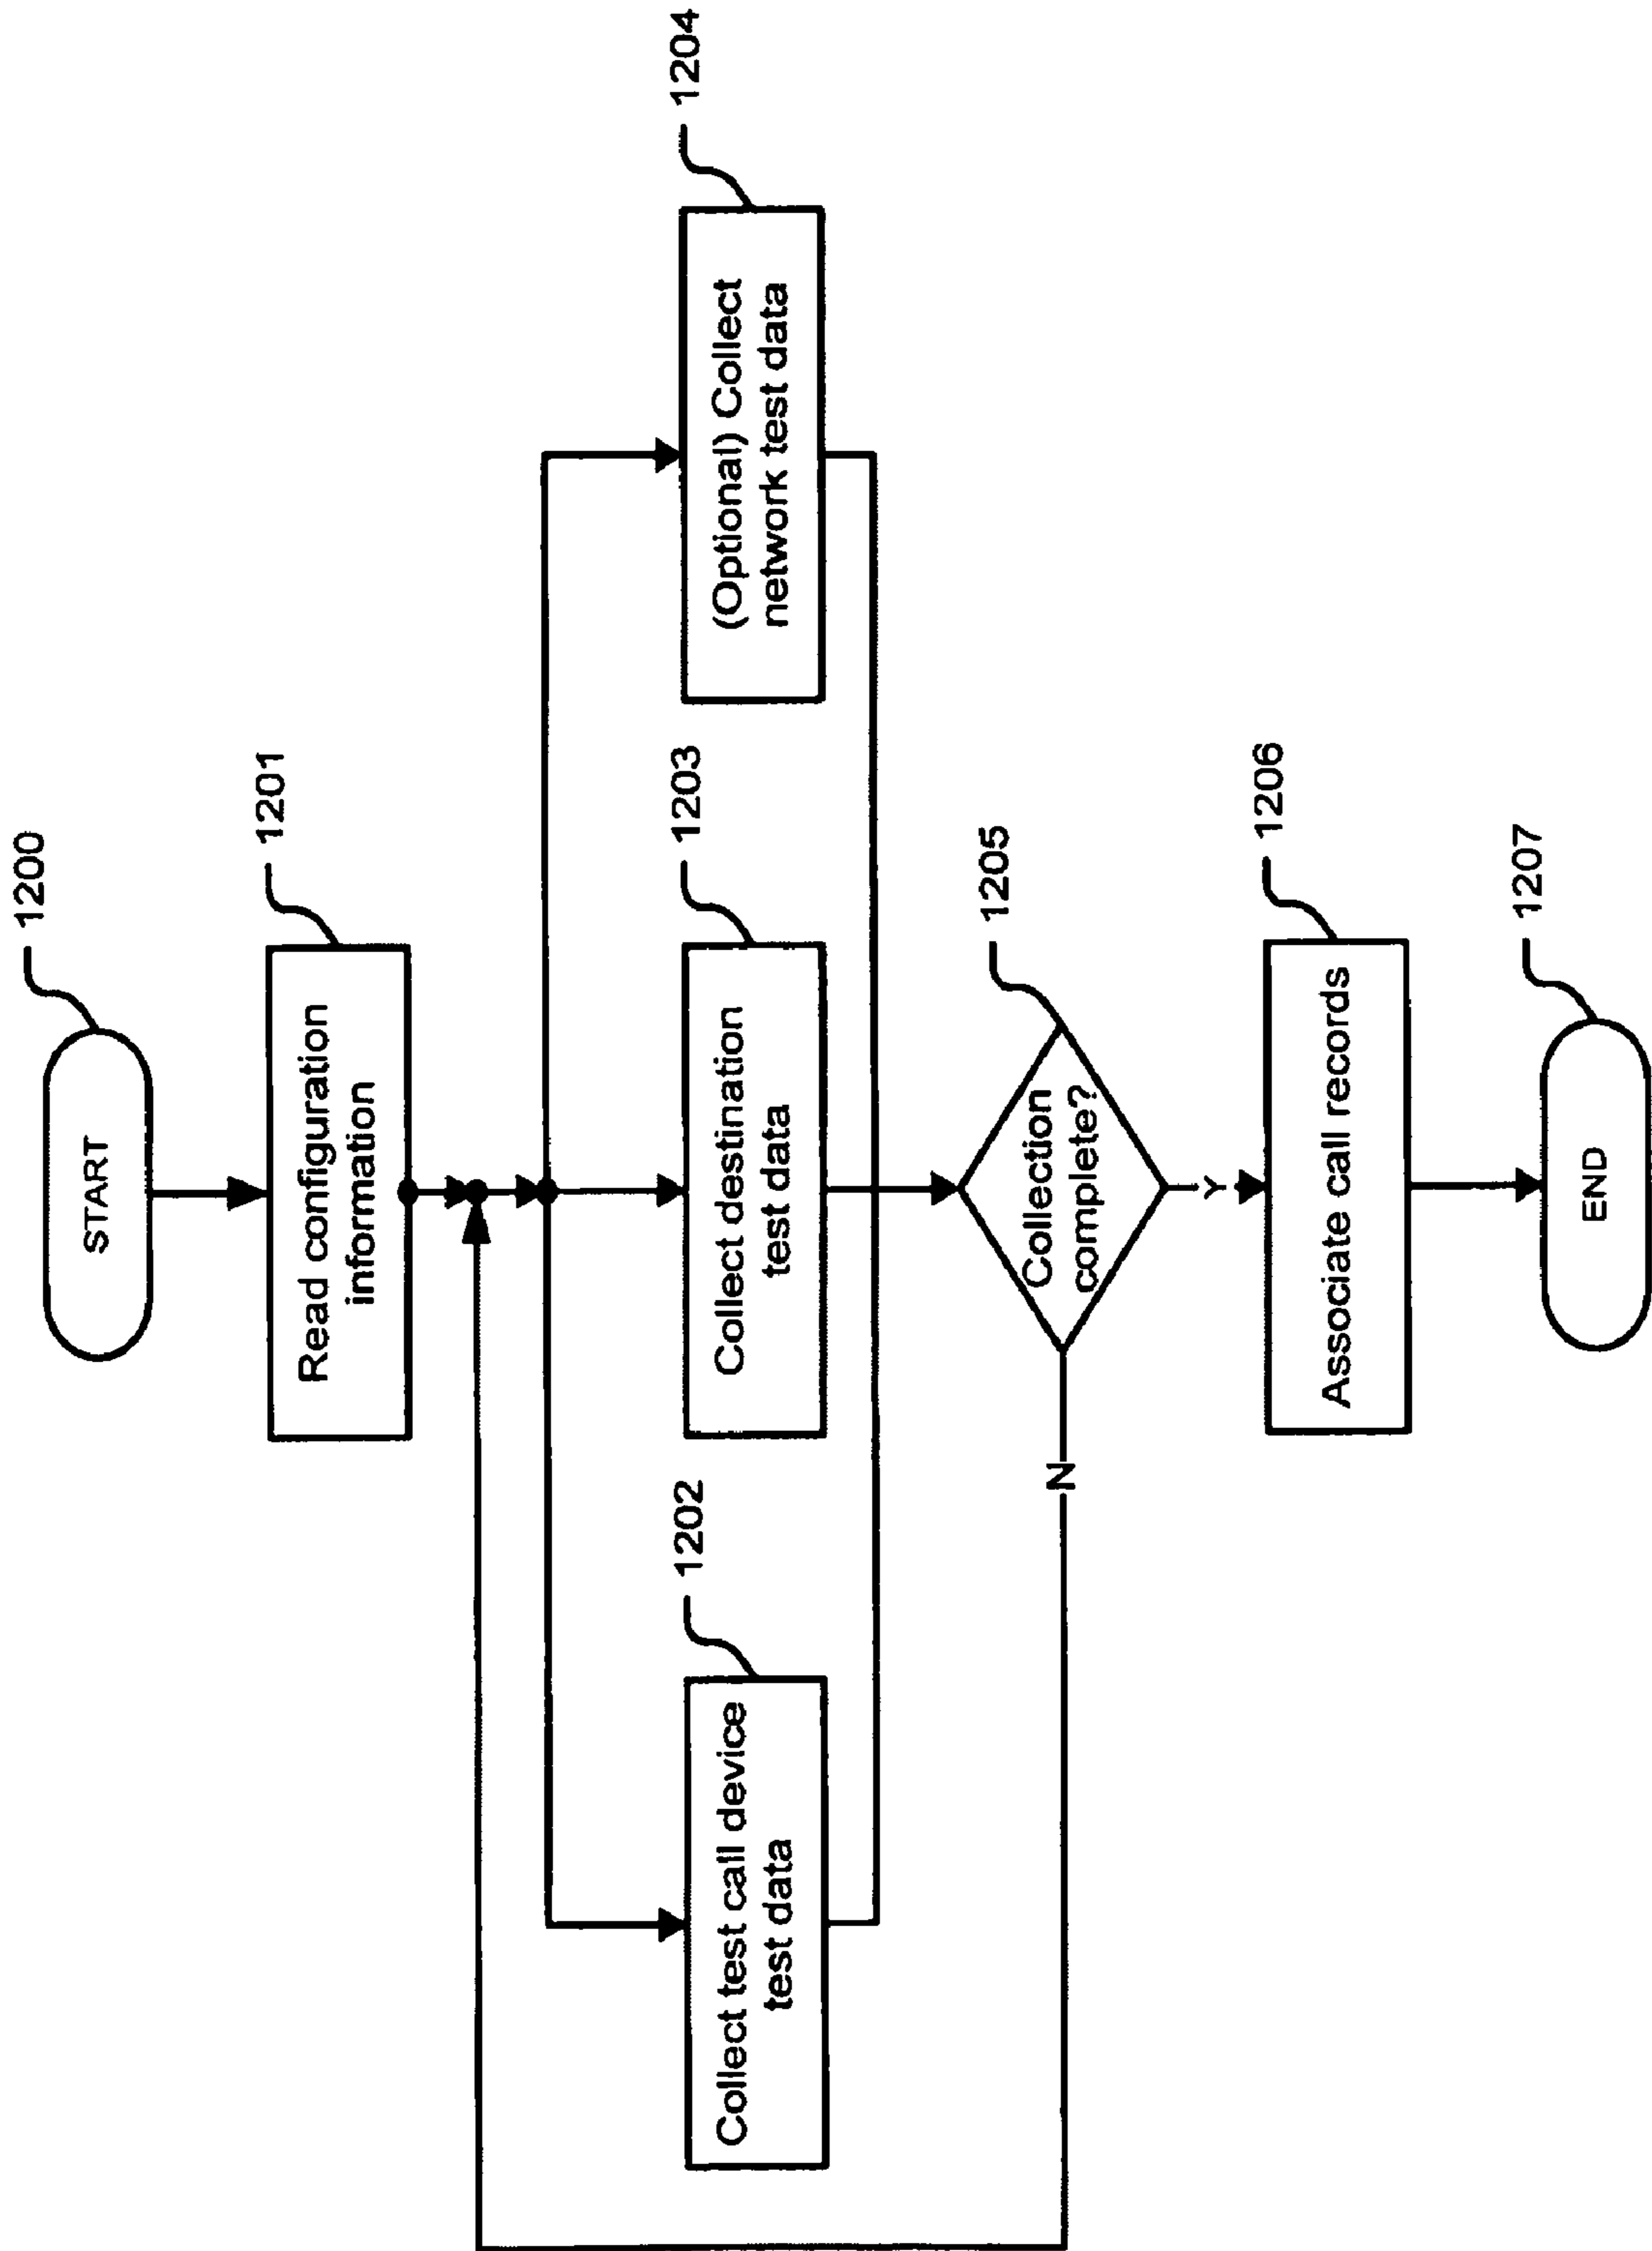 START
1200
Read configuration
information
1201
Collect test call device
test data
1202
Collect destination
test data
1203
(Optional) Collect
network test data
1204
Collection
complete?
1205
N
Y
Associate call records
1206
END
1207